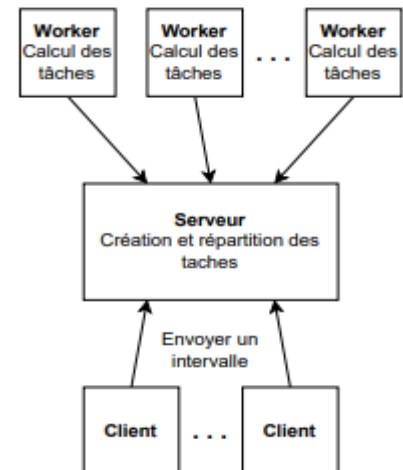 Worker
Calcul des
tâches
Worker
Calcul des
tâches
. . .
Worker
Calcul des
tâches
Serveur
Création et répartition des
taches
Envoyer un
intervalle
Client
. . .
Client